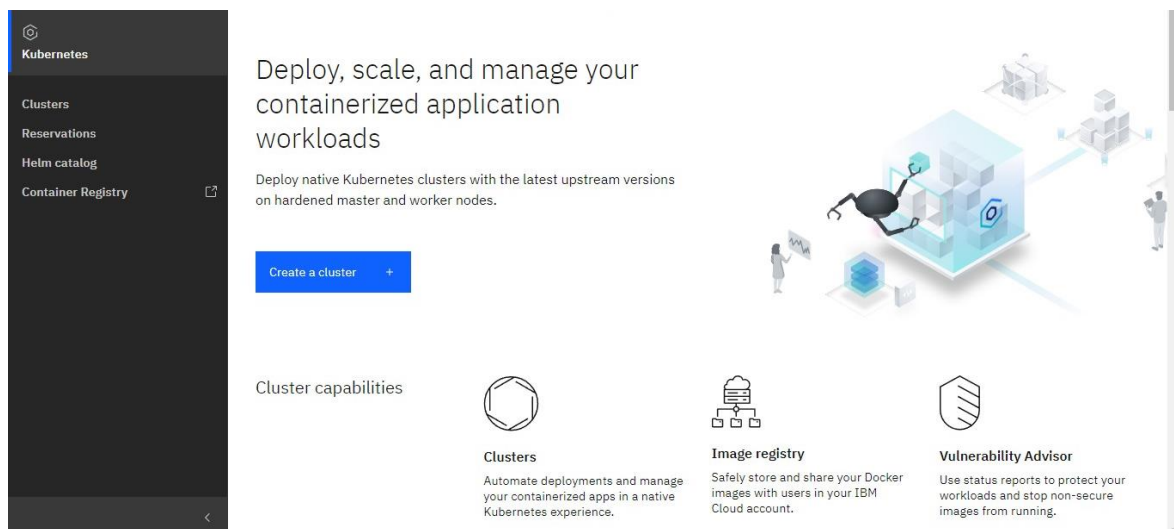 Kubernetes
Clusters
Reservations
Helm catalog
Container Registry
Deploy, scale, and manage your
containerized application
workloads
Deploy native Kubernetes clusters with the latest upstream versions
on hardened master and worker nodes.
Create a cluster +
Cluster capabilities
Clusters
Automate deployments and manage
your containerized apps in a native
Kubernetes experience.
Image registry
Safely store and share your Docker
images with users in your IBM
Cloud account.
Vulnerability Advisor
Use status reports to protect your
workloads and stop non-secure
images from running.